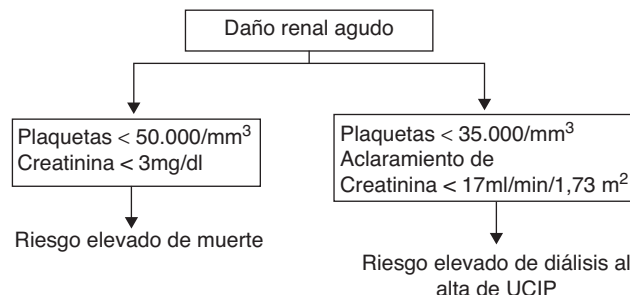 Daño renal agudo
Plaquetas < 50.000/mm³
Creatinina < 3mg/dl
Riesgo elevado de muerte
Plaquetas < 35.000/mm³
Aclaramiento de
Creatinina < 17ml/min/1,73 m²
Riesgo elevado de diálisis al
alta de UCIP